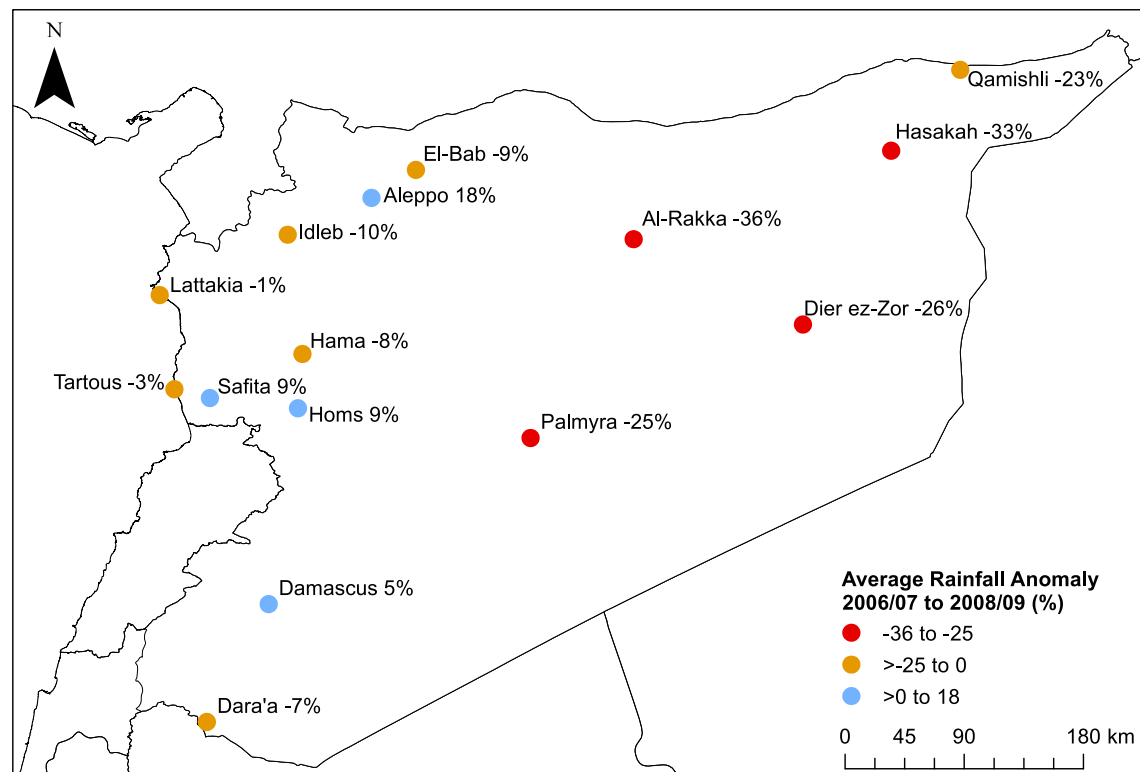 N
Qamishli -23%
Hasakah -33%
El-Bab -9%
Aleppo 18%
Al-Rakka -36%
Idleb -10%
Lattakia -1%
Dier ez-Zor -26%
Hama -8%
Tartous -3%
Safita 9%
Homs 9%
Palmyra -25%
Damascus 5%
Dara'a -7%
Average Rainfall Anomaly
2006/07 to 2008/09 (%)
-36 to -25
>-25 to 0
>0 to 18
0 45 90 180 km